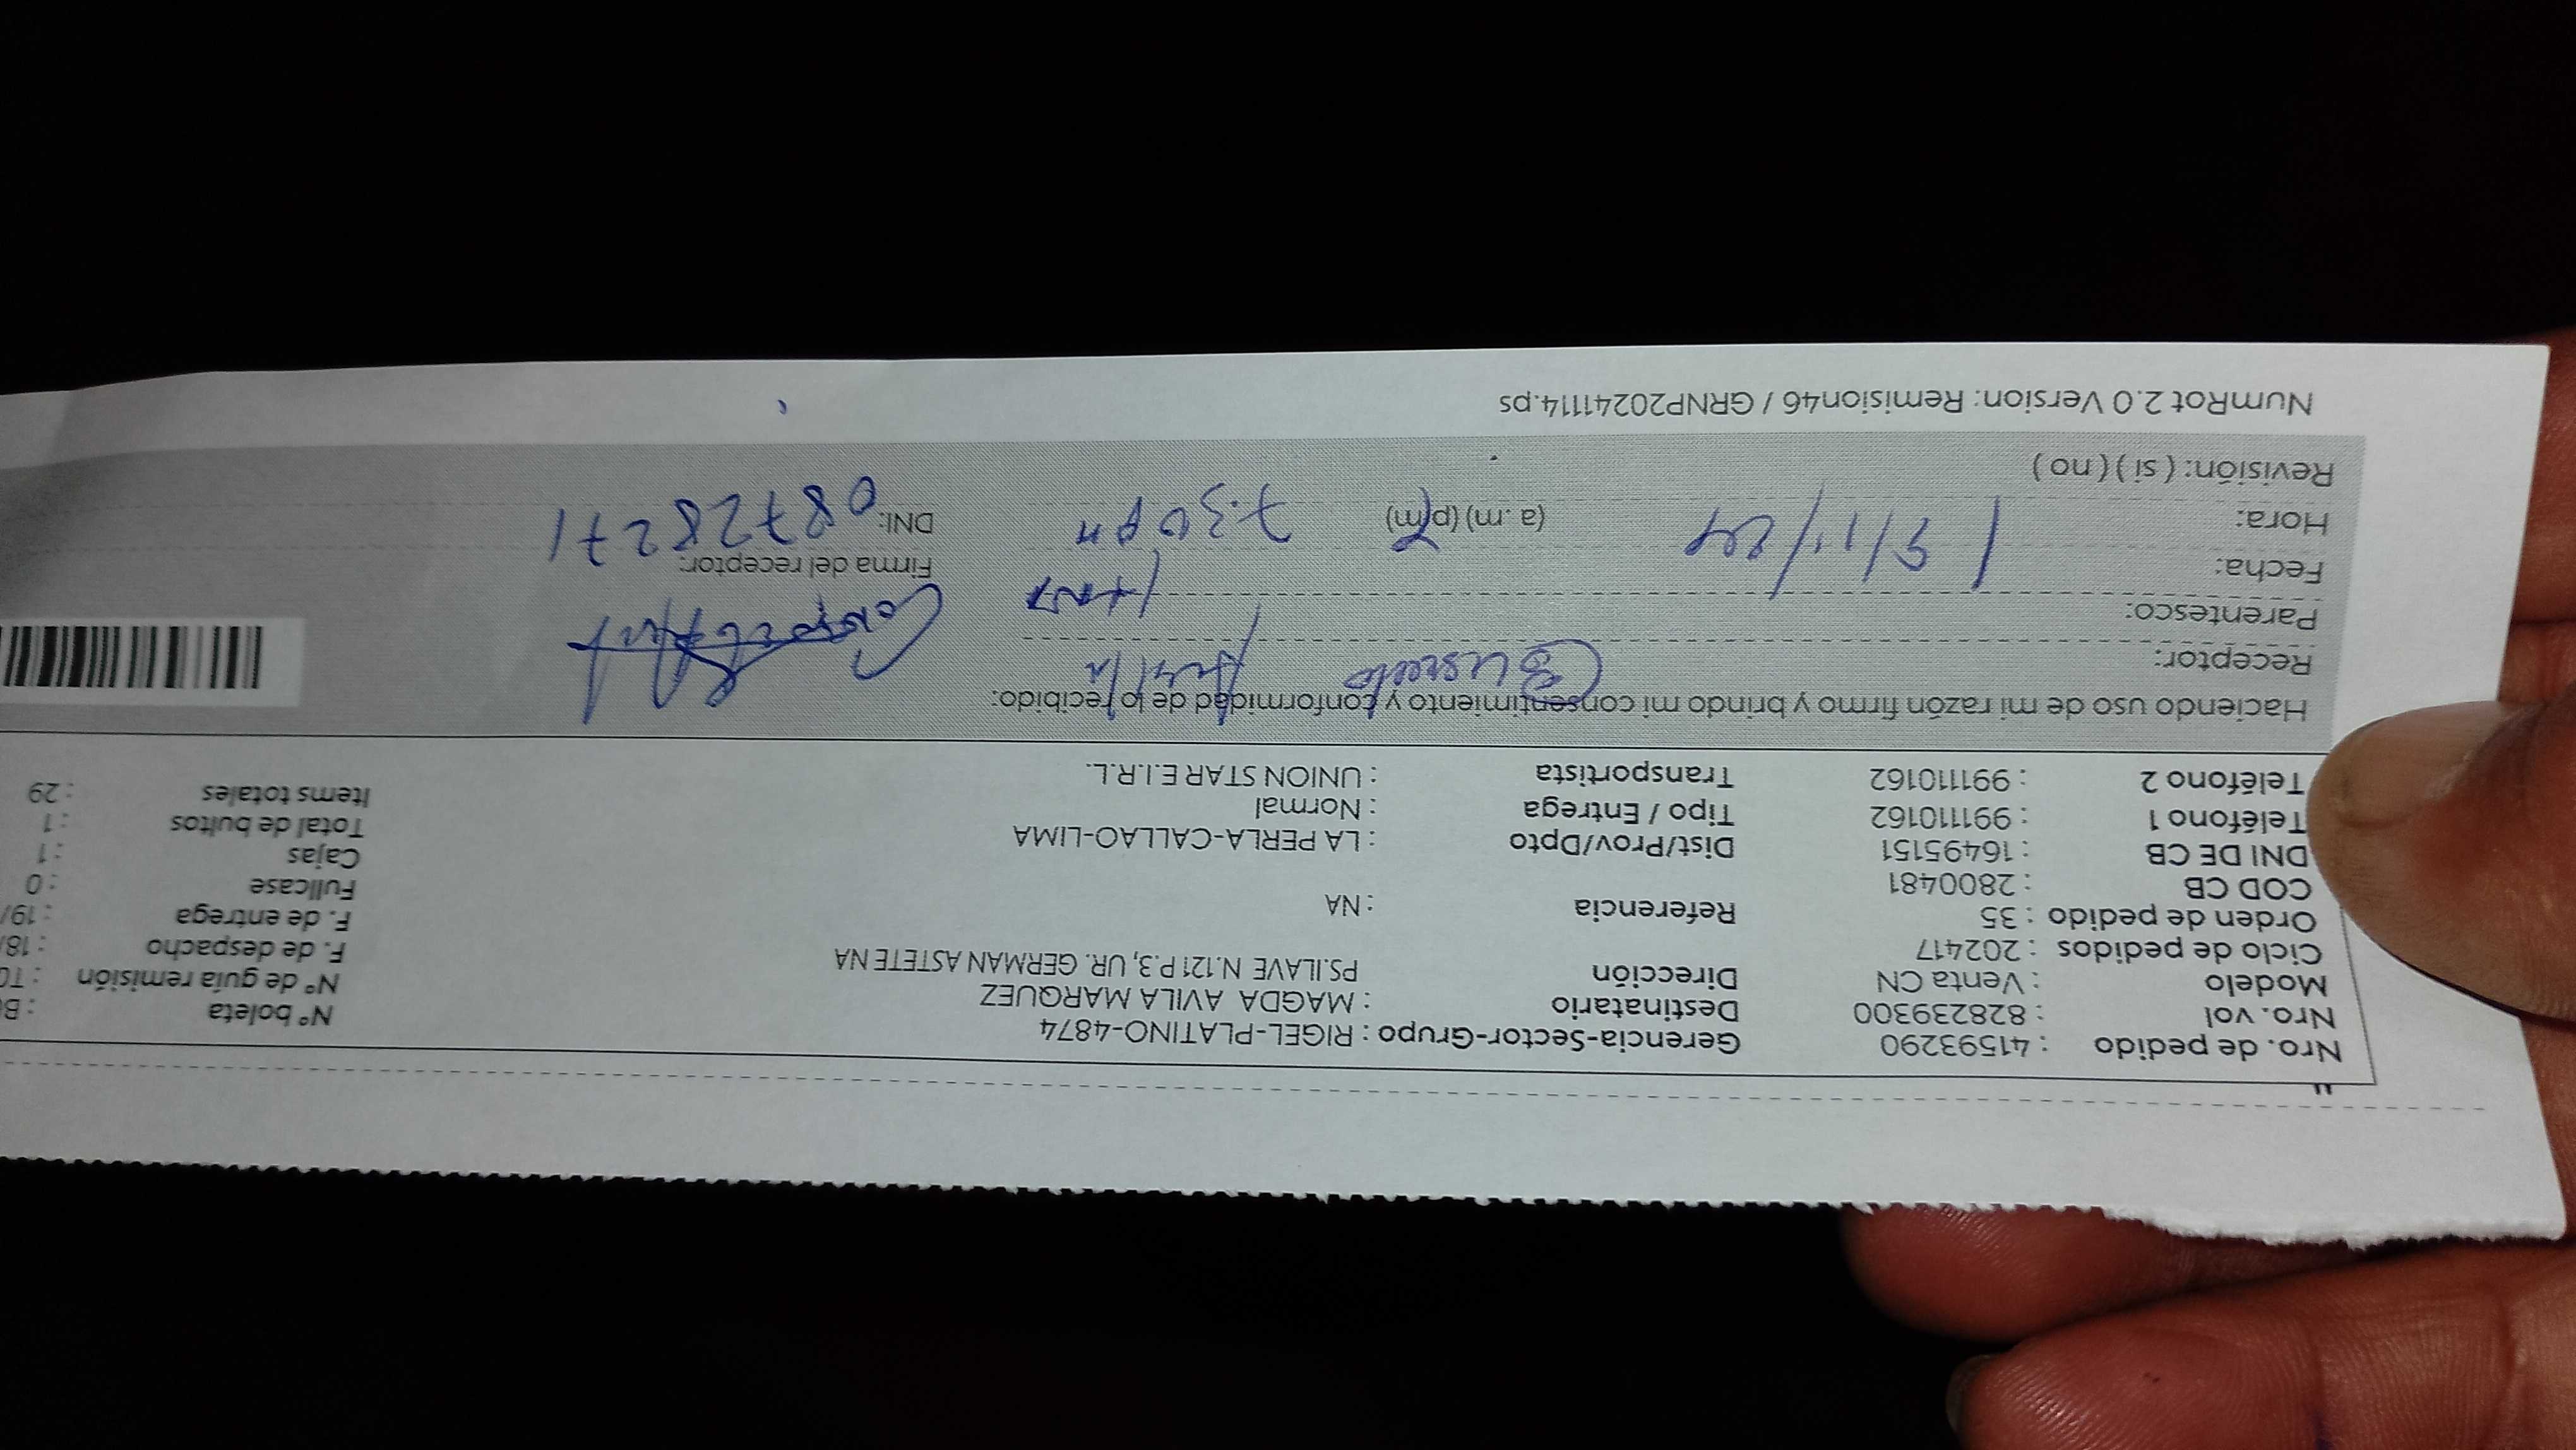 Nro. de pedido : 41593290 Gerencia-Sector-Grupo : RIGEL-PLATINO-4874
Nro. vol : 828239300 Destinatario : MAGDA AVILA MARQUEZ Nº boleta : B
Modelo : Venta CN Dirección PS.ILAVE N.121 P.3, UR. GERMAN ASTETE NA Nº de guía remisión : T0
Ciclo de pedidos : 202417 F. de despacho : 18/
Orden de pedido : 35 Referencia : NA F. de entrega : 19/
COD CB : 2800481 Fullcase : 0
DNI DE CB : 16495151 Dist/Prov/Dpto : LA PERLA-CALLAO-LIMA Cajas : 1
Teléfono 1 : 991110162 Tipo / Entrega : Normal Total de bultos : 1
Teléfono 2 : 991110162 Transportista : UNION STAR E.I.R.L. Items totales : 29
Haciendo uso de mi razón firmo y brindo mi consentimiento y conformidad de lo recibido:
Receptor:
Parentesco:
Fecha: Firma del receptor:
Hora: (a.m) (p.m) 7.30 pm DNI: 08728271
Revisión: ( si ) ( no )
NumRot 2.0 Version: Remision46 / GRNP20241114.ps